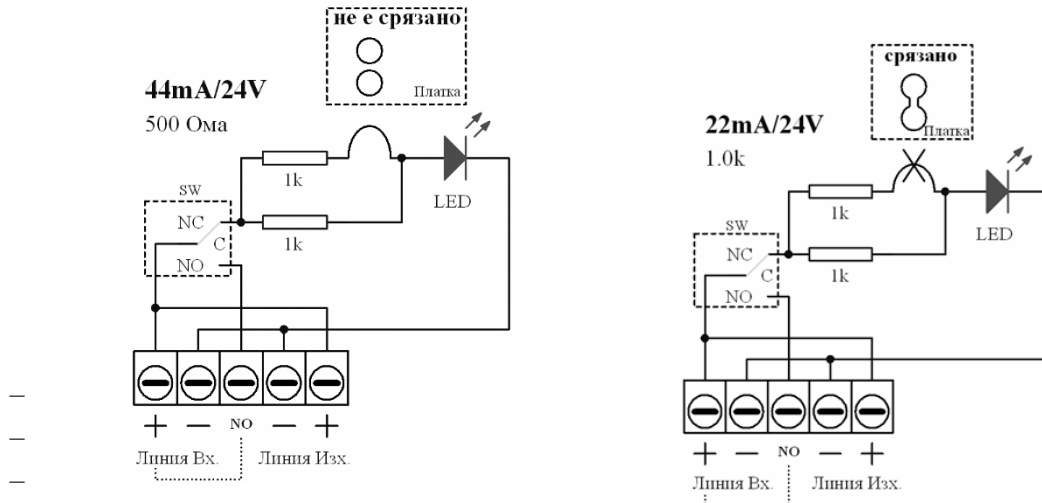 не е срязано
Платка
44mA/24V
500 Ома
1k
LED
SW
NC
1k
C
NO
+ − NO − +
Линия Вх. Линия Изх.
срязано
Платка
22mA/24V
1.0k
1k
LED
SW
NC
1k
C
NO
+ − NO − +
Линия Вх. Линия Изх.